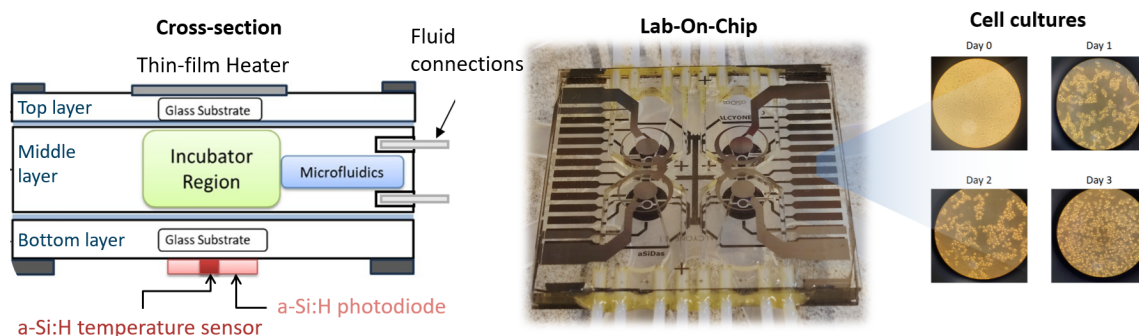 Cross-section
Thin-film Heater
Fluid
connections
Top layer
Glass Substrate
Middle
layer
Incubator
Region
Microfluidics
Bottom layer
Glass Substrate
a-Si:H photodiode
a-Si:H temperature sensor
Lab-On-Chip
aSiDas
Cell cultures
Day 0
Day 1
Day 2
Day 3